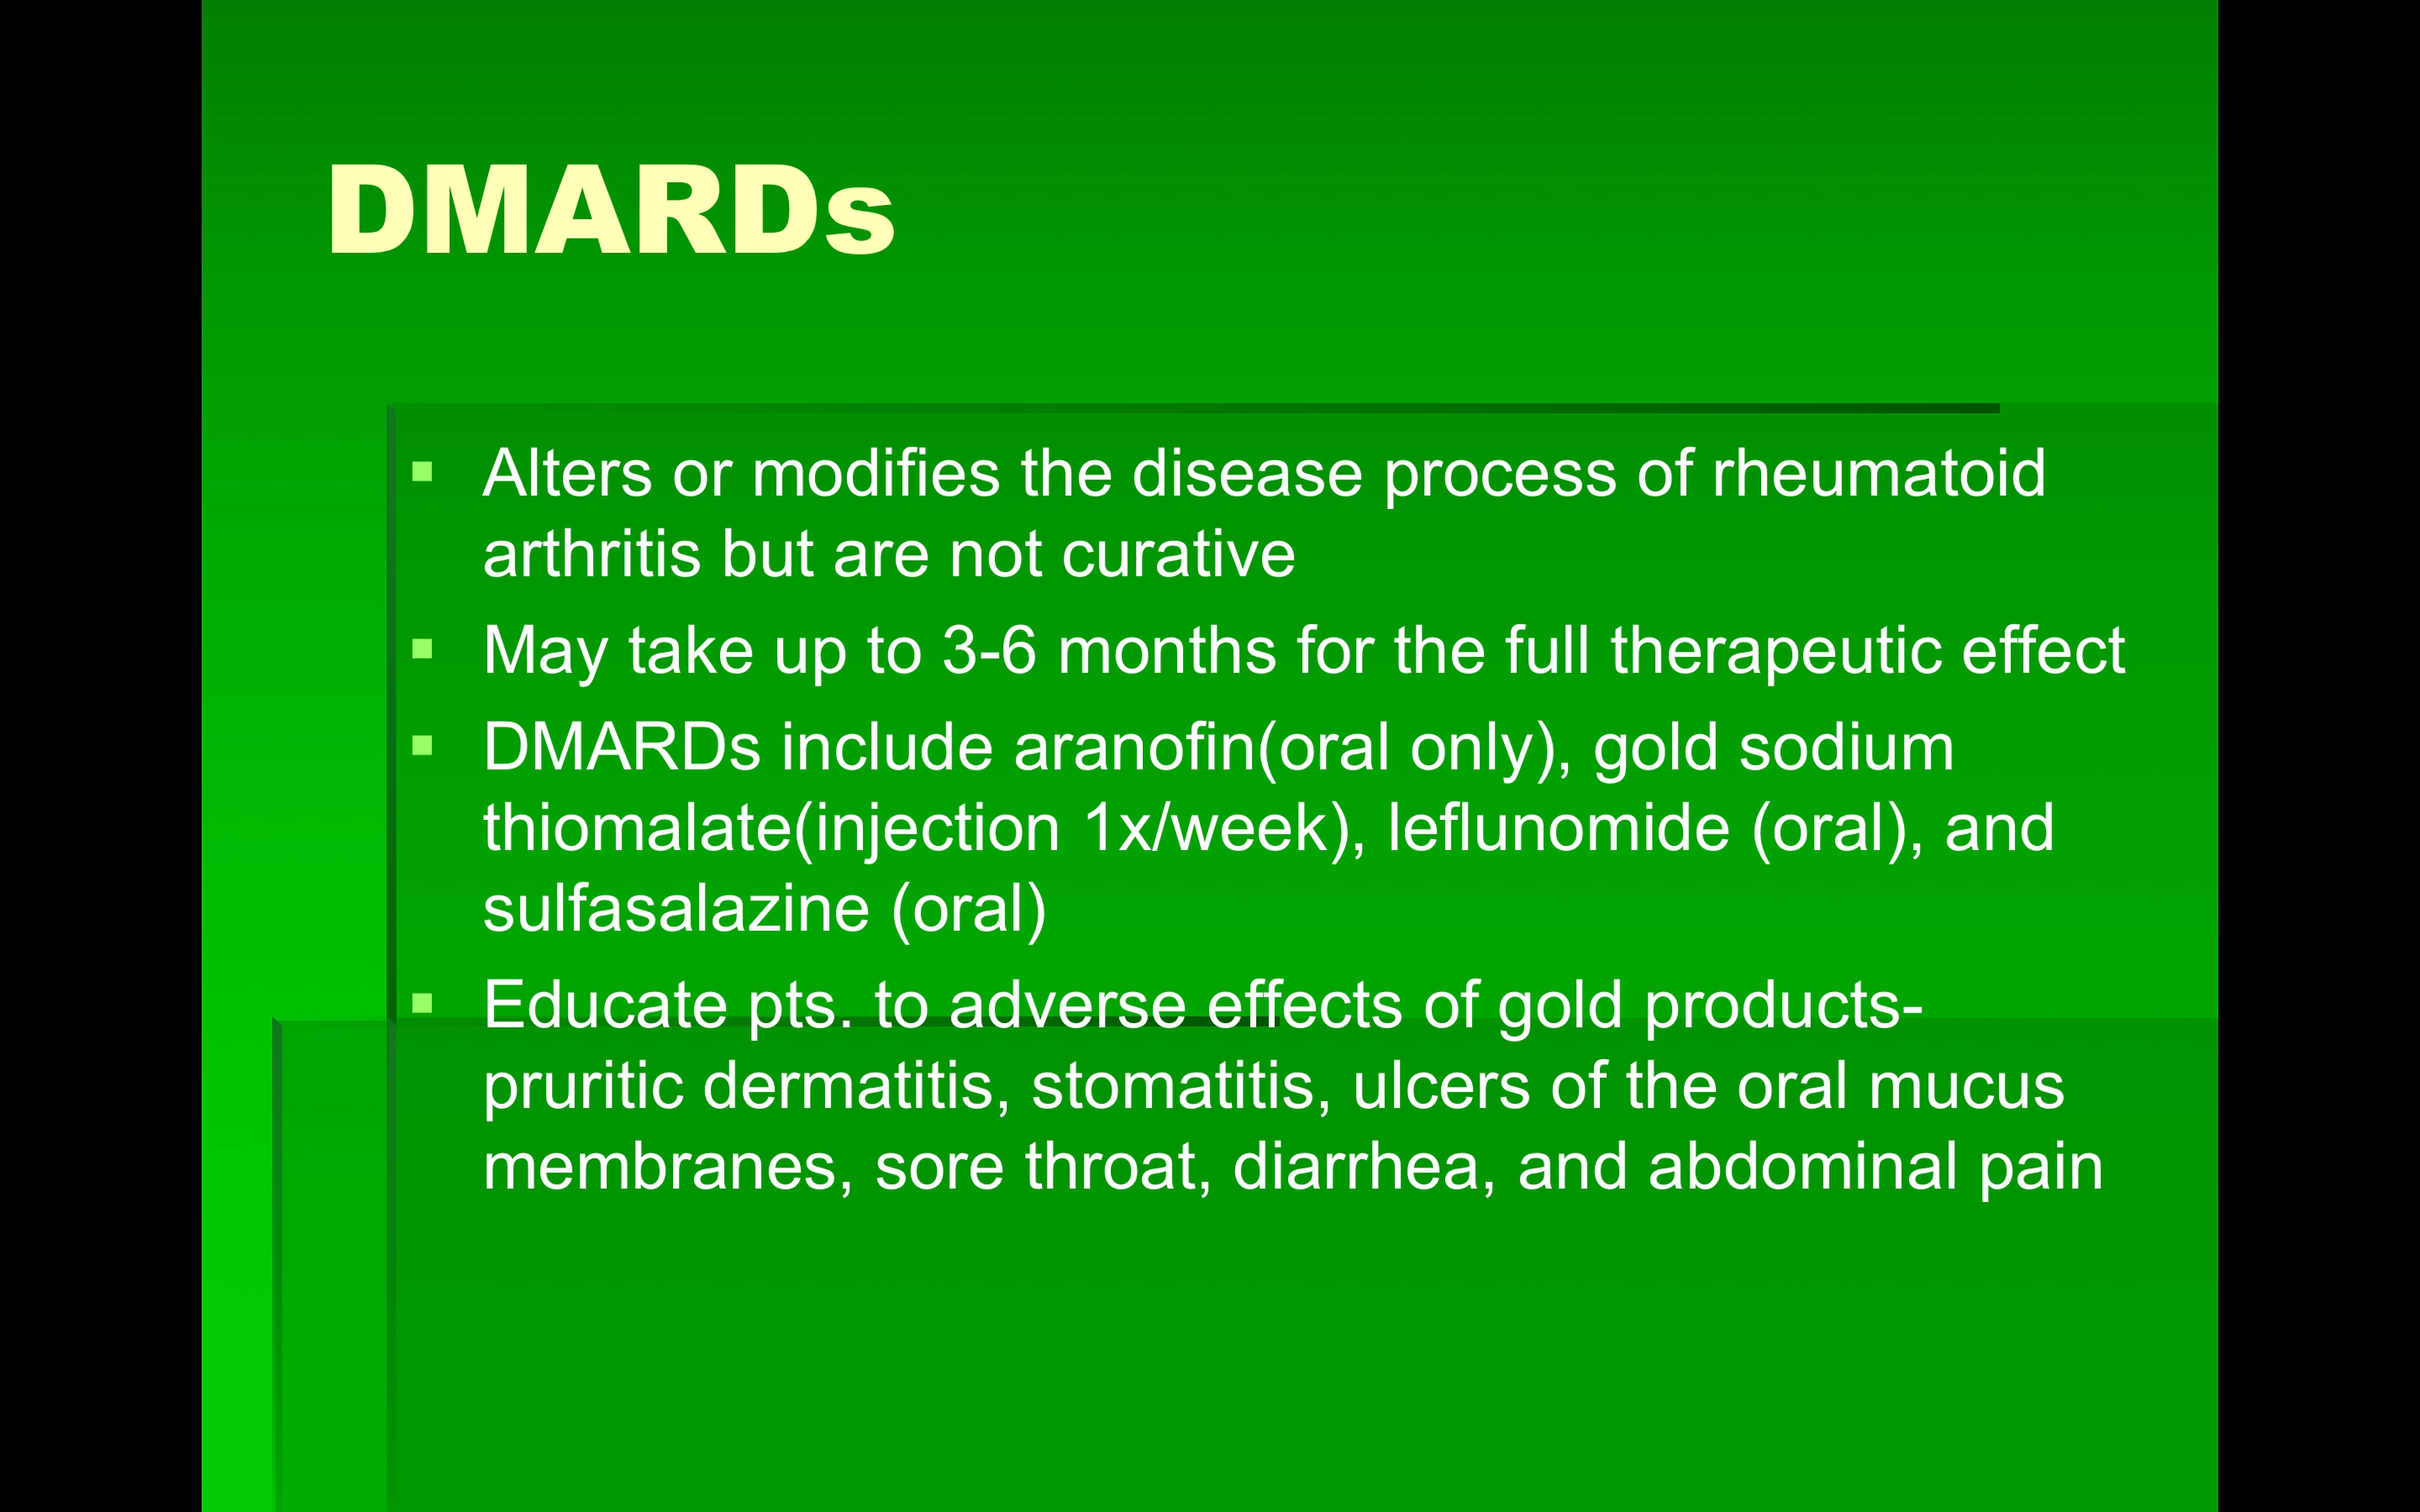 DMARDs
Alters or modifies the disease process of rheumatoid
arthritis but are not curative
May take up to 3-6 months for the full therapeutic effect
DMARDs include aranofin(oral only), gold sodium
thiomalate(injection 1x/week), leflunomide (oral), and
sulfasalazine (oral)
Educate pts. to adverse effects of gold products-
pruritic dermatitis, stomatitis, ulcers of the oral mucus
membranes, sore throat, diarrhea, and abdominal pain